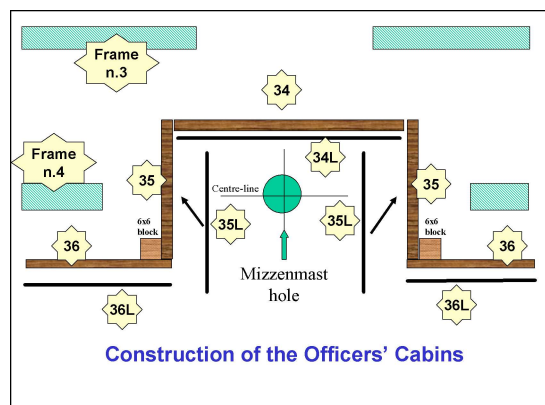 Frame
n.3
34
Frame
n.4
34L
35
35
Centre-line
35L
35L
6x6
block
6x6
block
36
36
Mizzenmast
hole
36L
36L
Construction of the Officers' Cabins